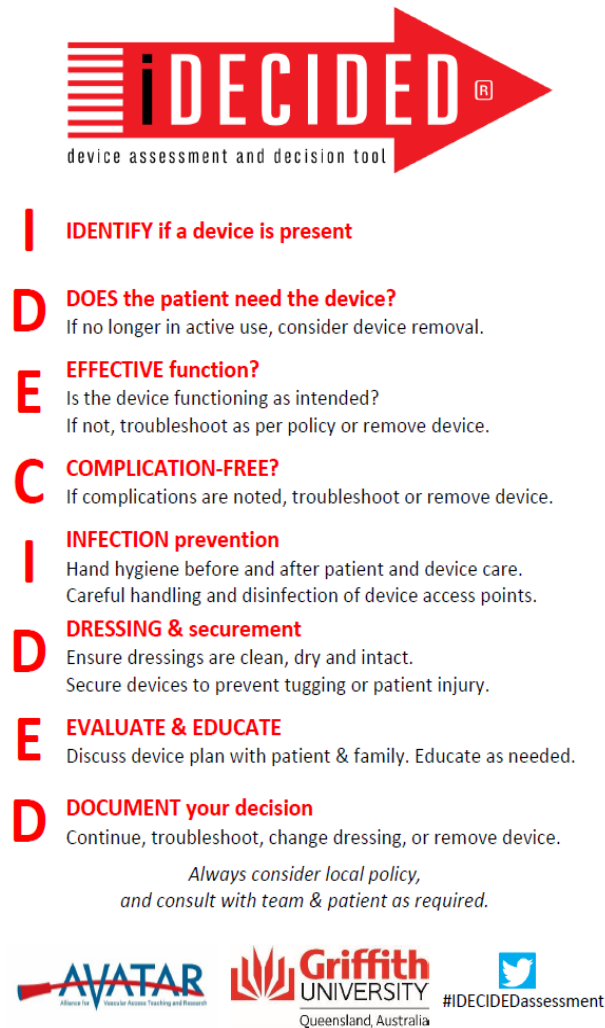 iDECIDED ®
device assessment and decision tool
I
IDENTIFY if a device is present
D
DOES the patient need the device?
If no longer in active use, consider device removal.
E
EFFECTIVE function?
Is the device functioning as intended?
If not, troubleshoot as per policy or remove device.
C
COMPLICATION-FREE?
If complications are noted, troubleshoot or remove device.
I
INFECTION prevention
Hand hygiene before and after patient and device care.
Careful handling and disinfection of device access points.
D
DRESSING & securement
Ensure dressings are clean, dry and intact.
Secure devices to prevent tugging or patient injury.
E
EVALUATE & EDUCATE
Discuss device plan with patient & family. Educate as needed.
D
DOCUMENT your decision
Continue, troubleshoot, change dressing, or remove device.
Always consider local policy,
and consult with team & patient as required.
AVATAR
Alliance for Vascular Access Teaching and Research
Griffith
UNIVERSITY
Queensland, Australia
#IDECIDEDassessment